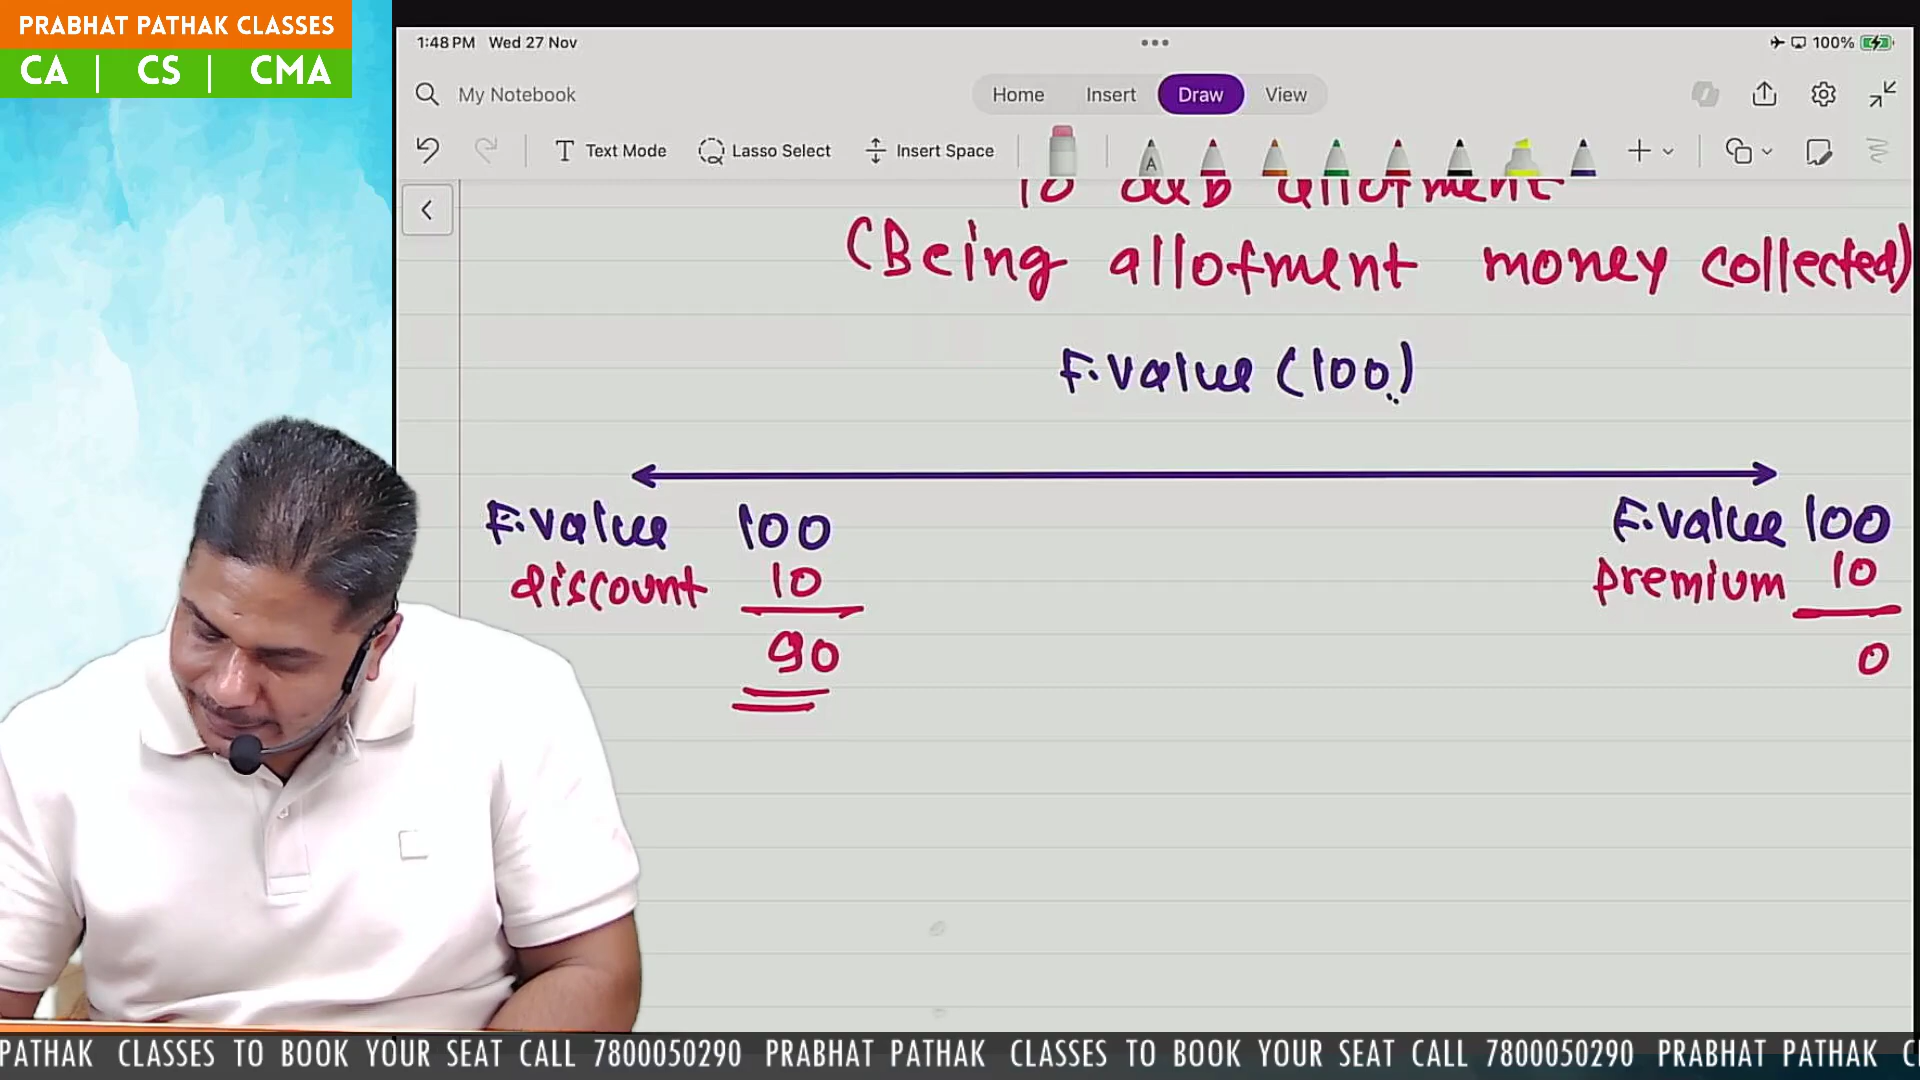 PRABHAT PATHAK CLASSES
CA | CS | CMA
1:48 PM Wed 27 Nov
100%
My Notebook
Home Insert Draw View
Text Mode Lasso Select Insert Space
A
To deb allotment
(Being allotment money collected)
F.value (100)
F.value 100
discount 10
90
F.value 100
premium 10
0
PATHAK CLASSES TO BOOK YOUR SEAT CALL 7800050290 PRABHAT PATHAK CLASSES TO BOOK YOUR SEAT CALL 7800050290 PRABHAT PATHAK C